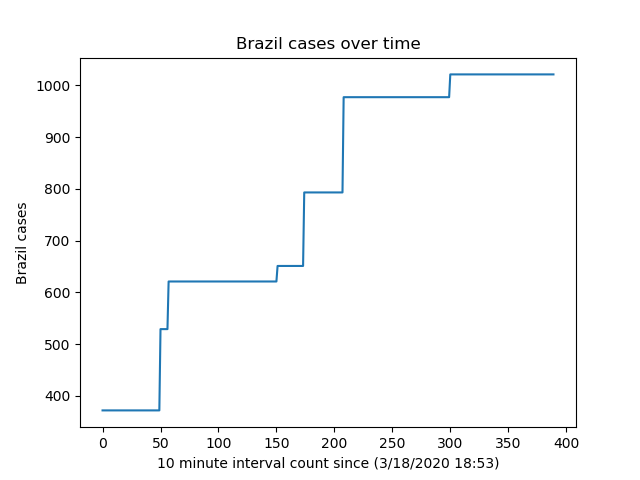 Brazil cases over time
1000
900
800
700
600
500
400
Brazil cases
0 50 100 150 200 250 300 350 400
10 minute interval count since (3/18/2020 18:53)